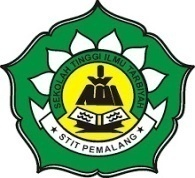 SEKOLAH TINGGI ILMU TARBIYAH
STIT PEMALANG